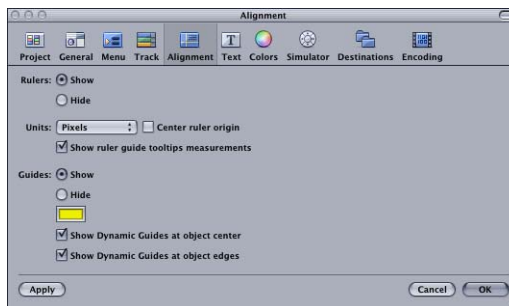 Alignment
Project General Menu Track Alignment Text Colors Simulator Destinations Encoding
Rulers: Show
Hide
Units: Pixels Center ruler origin
Show ruler guide tooltips measurements
Guides: Show
Hide
Show Dynamic Guides at object center
Show Dynamic Guides at object edges
Apply Cancel OK